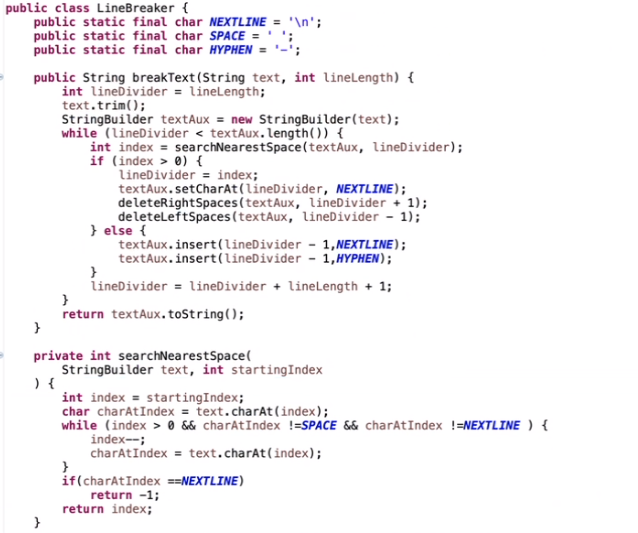 public class LineBreaker {
    public static final char NEXTLINE = '\n';
    public static final char SPACE = ' ';
    public static final char HYPHEN = '-';

    public String breakText(String text, int lineLength) {
        int lineDivider = lineLength;
        text.trim();
        StringBuilder textAux = new StringBuilder(text);
        while (lineDivider < textAux.length()) {
            int index = searchNearestSpace(textAux, lineDivider);
            if (index > 0) {
                lineDivider = index;
                textAux.setCharAt(lineDivider, NEXTLINE);
                deleteRightSpaces(textAux, lineDivider + 1);
                deleteLeftSpaces(textAux, lineDivider - 1);
            } else {
                textAux.insert(lineDivider - 1,NEXTLINE);
                textAux.insert(lineDivider - 1,HYPHEN);
            }
            lineDivider = lineDivider + lineLength + 1;
        }
        return textAux.toString();
    }

    private int searchNearestSpace(
        StringBuilder text, int startingIndex
    ) {
        int index = startingIndex;
        char charAtIndex = text.charAt(index);
        while (index > 0 && charAtIndex !=SPACE && charAtIndex !=NEXTLINE ) {
            index--;
            charAtIndex = text.charAt(index);
        }
        if(charAtIndex ==NEXTLINE)
            return -1;
        return index;
    }